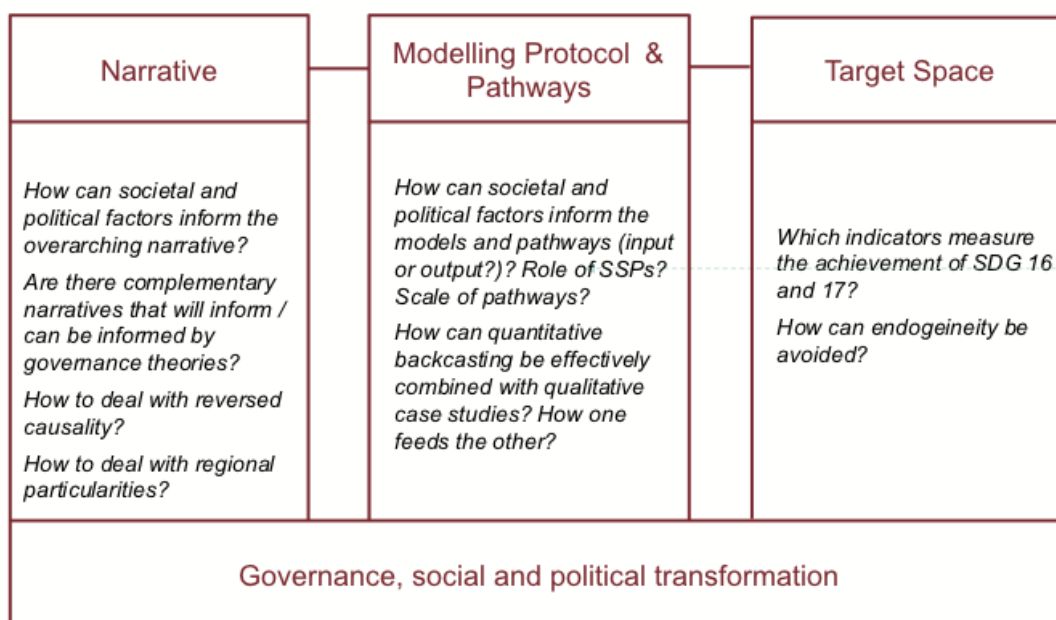 Narrative
How can societal and
political factors inform the
overarching narrative?
Are there complementary
narratives that will inform /
can be informed by
governance theories?
How to deal with reversed
causality?
How to deal with regional
particularities?
Modelling Protocol &
Pathways
How can societal and
political factors inform the
models and pathways (input
or output?)? Role of SSPs?
Scale of pathways?
How can quantitative
backcasting be effectively
combined with qualitative
case studies? How one
feeds the other?
Target Space
Which indicators measure
the achievement of SDG 16
and 17?
How can endogeineity be
avoided?
Governance, social and political transformation